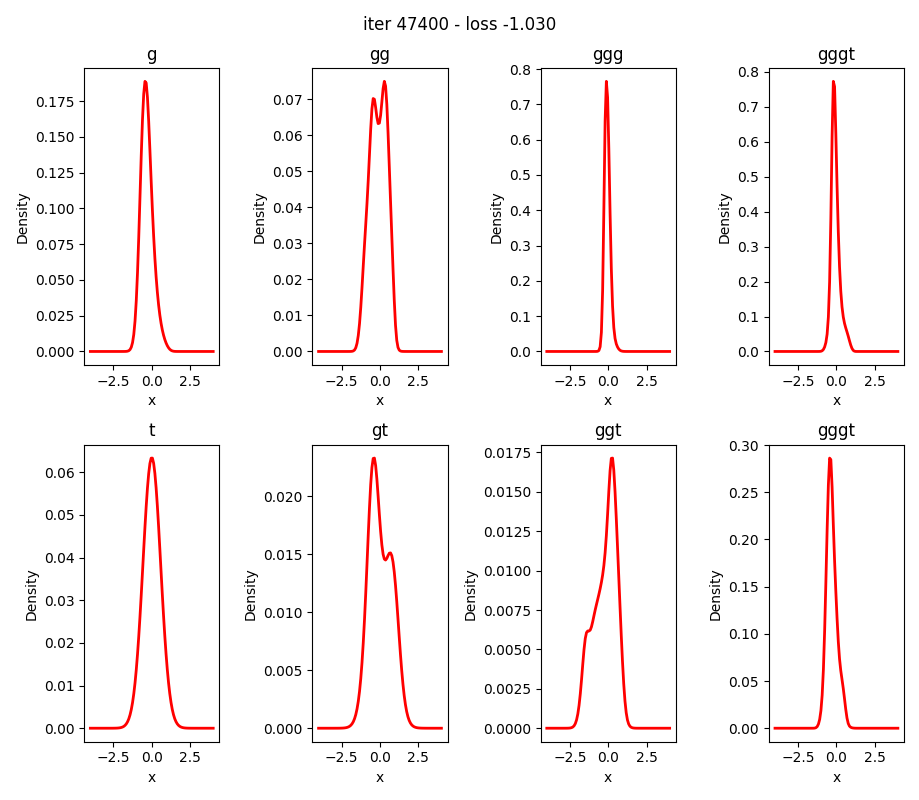 iter 47400 - loss -1.030
g
gg
ggg
gggt
0.175
0.150
0.125
0.100
0.075
0.050
0.025
0.000
Density
−2.5 0.0 2.5
x
0.07
0.06
0.05
0.04
0.03
0.02
0.01
0.00
Density
−2.5 0.0 2.5
x
0.8
0.7
0.6
0.5
0.4
0.3
0.2
0.1
0.0
Density
−2.5 0.0 2.5
x
0.8
0.7
0.6
0.5
0.4
0.3
0.2
0.1
0.0
Density
−2.5 0.0 2.5
x
t
gt
ggt
gggt
0.06
0.05
0.04
0.03
0.02
0.01
0.00
Density
−2.5 0.0 2.5
x
0.020
0.015
0.010
0.005
0.000
Density
−2.5 0.0 2.5
x
0.0175
0.0150
0.0125
0.0100
0.0075
0.0050
0.0025
0.0000
Density
−2.5 0.0 2.5
x
0.30
0.25
0.20
0.15
0.10
0.05
0.00
Density
−2.5 0.0 2.5
x